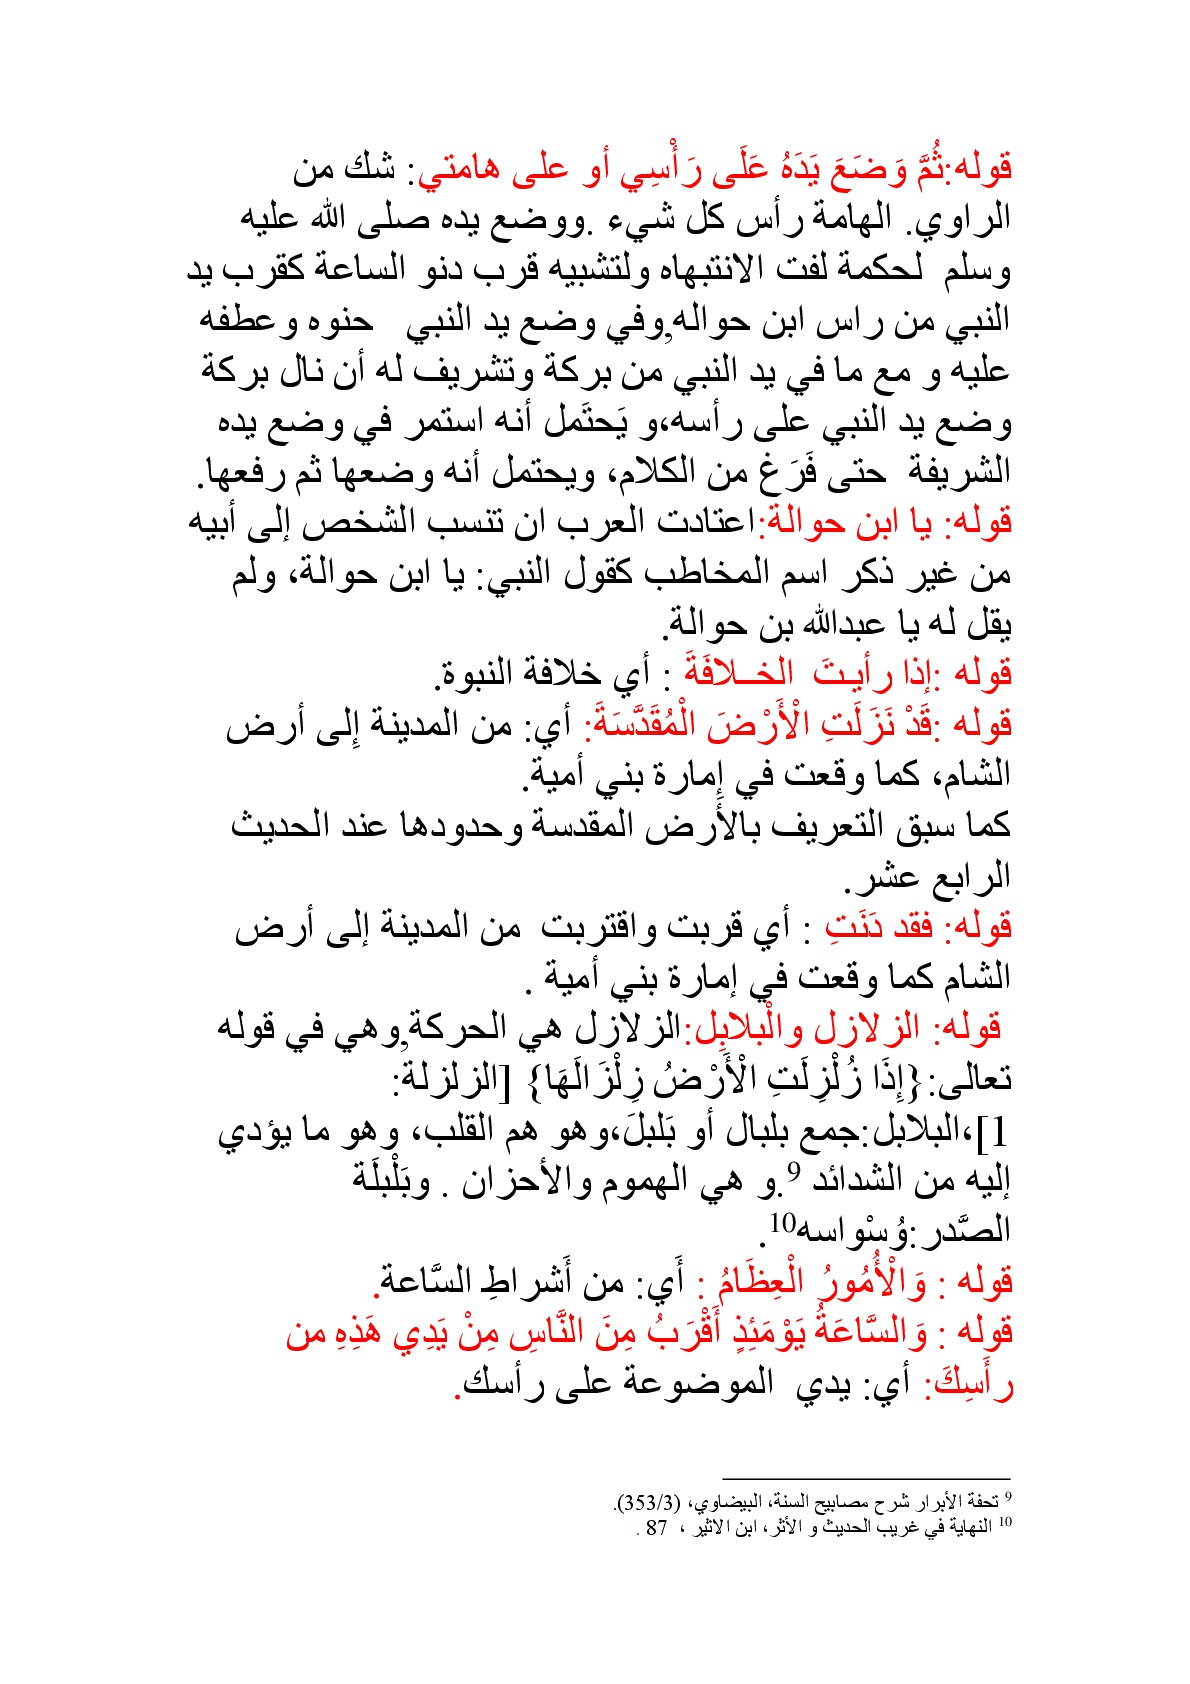 قوله:ثُمَّ وَضَعَ يَدَهُ عَلَى رَأْسِي أو على هامتي: شك من
الراوي. الهامة رأس كل شيء .ووضع يده صلى الله عليه
وسلم لحكمة لفت الانتبهاه ولتشبيه قرب دنو الساعة كقرب يد
النبي من راس ابن حواله,وفي وضع يد النبي حنوه وعطفه
عليه و مع ما في يد النبي من بركة وتشريف له أن نال بركة
وضع يد النبي على رأسه،و يَحتَمل أنه استمر في وضع يده
الشريفة حتى فَرَغ من الكلام، ويحتمل أنه وضعها ثم رفعها.
قوله: يا ابن حوالة:اعتادت العرب ان تنسب الشخص إلى أبيه
من غير ذكر اسم المخاطب كقول النبي: يا ابن حوالة، ولم
يقل له يا عبدالله بن حوالة.
قوله :إذا رأيـتَ الخـــلافَةَ : أي خلافة النبوة.
قوله :قَدْ نَزَلَتِ الْأَرْضَ الْمُقَدَّسَةَ: أي: من المدينة إِلى أرض
الشام، كما وقعت في إِمارة بني أمية.
كما سبق التعريف بالأَرض المقدسة وحدودها عند الحديث
الرابع عشر.
قوله: فقد دَنَتِ : أي قربت واقتربت من المدينة إلى أرض
الشام كما وقعت في إمارة بني أمية .
قوله: الزلازل والْبلابِل:الزلازل هي الحركة,وهي في قوله
تعالى:{إِذَا زُلْزِلَتِ الْأَرْضُ زِلْزَالَهَا} [الزلزلة:
1]،البلابل:جمع بلبال أو بَلبلَ،وهو هم القلب، وهو ما يؤدي
إليه من الشدائد 9.و هي الهموم والأحزان . وبَلْبلَة
الصَّدر:وُسْواسه10.
قوله : وَالْأُمُورُ الْعِظَامُ : أَي: من أَشراطِ السَّاعة.
قوله : وَالسَّاعَةُ يَوْمَئِذٍ أَقْرَبُ مِنَ النَّاسِ مِنْ يَدِي هَذِهِ من
رأَسِكَ: أي: يدي الموضوعة على رأسك.
9 تحفة الأبرار شرح مصابيح السنة، البيضاوي، (353/3).
10 النهاية في غريب الحديث و الأثر، ابن الاثير ، 87 .